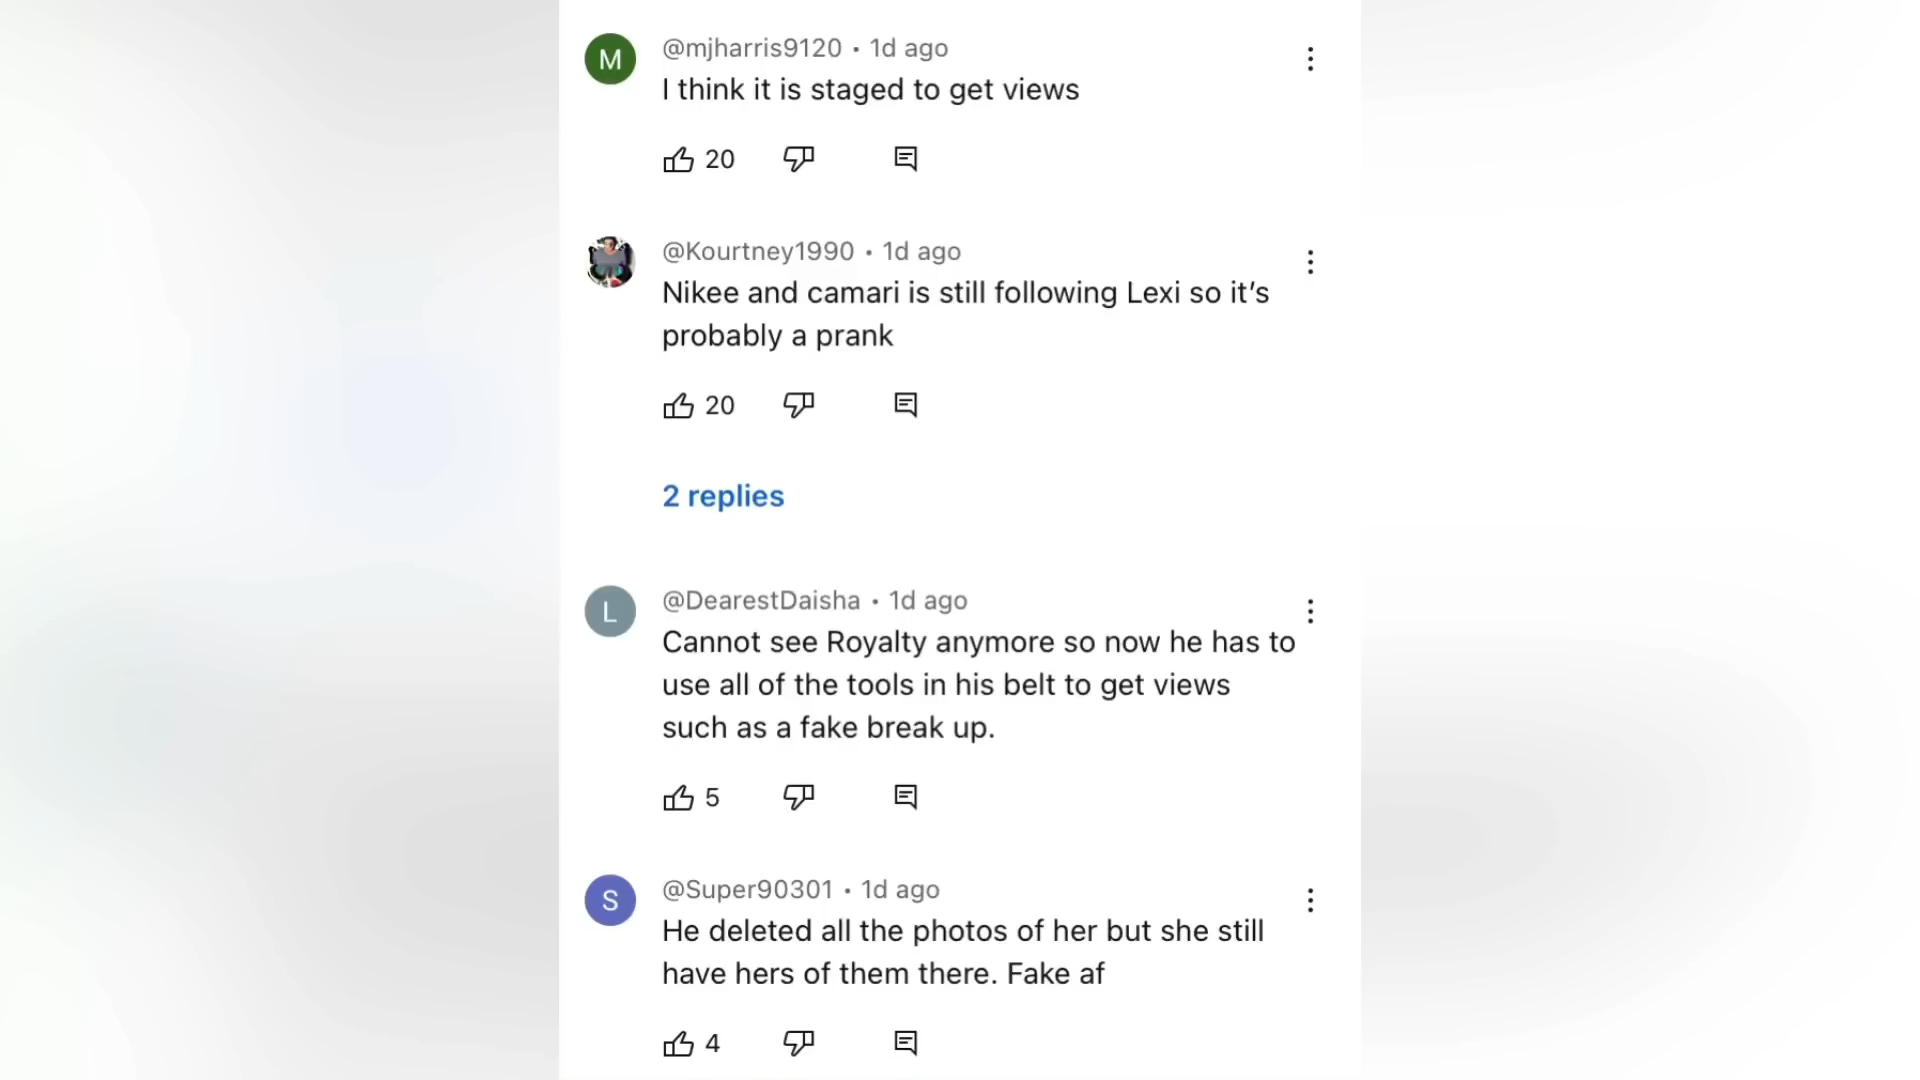 M
@mjharris9120 • 1d ago
I think it is staged to get views
20
@Kourtney1990 • 1d ago
Nikee and camari is still following Lexi so it’s
probably a prank
20
2 replies
L
@DearestDaisha • 1d ago
Cannot see Royalty anymore so now he has to
use all of the tools in his belt to get views
such as a fake break up.
5
S
@Super90301 • 1d ago
He deleted all the photos of her but she still
have hers of them there. Fake af
4